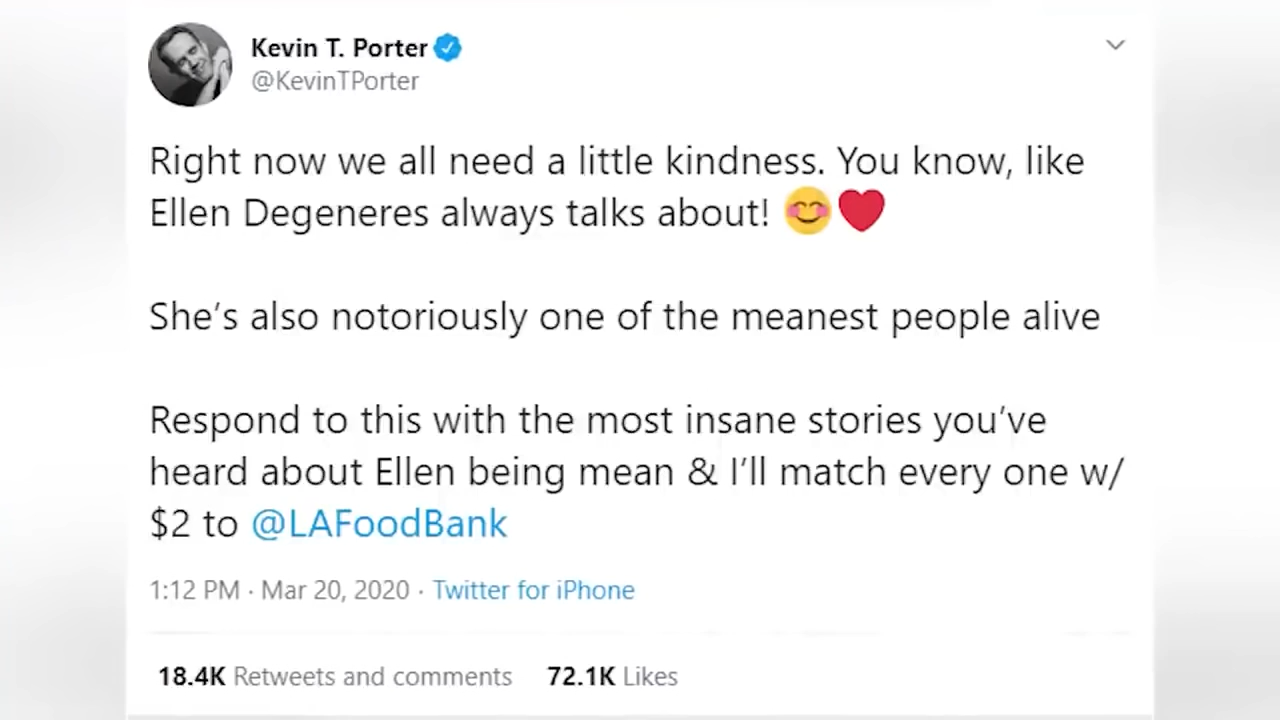 Kevin T. Porter
@KevinTPorter
Right now we all need a little kindness. You know, like
Ellen Degeneres always talks about! 😊❤️
She’s also notoriously one of the meanest people alive
Respond to this with the most insane stories you’ve
heard about Ellen being mean & I’ll match every one w/
$2 to @LAFoodBank
1:12 PM · Mar 20, 2020 · Twitter for iPhone
18.4K Retweets and comments 72.1K Likes